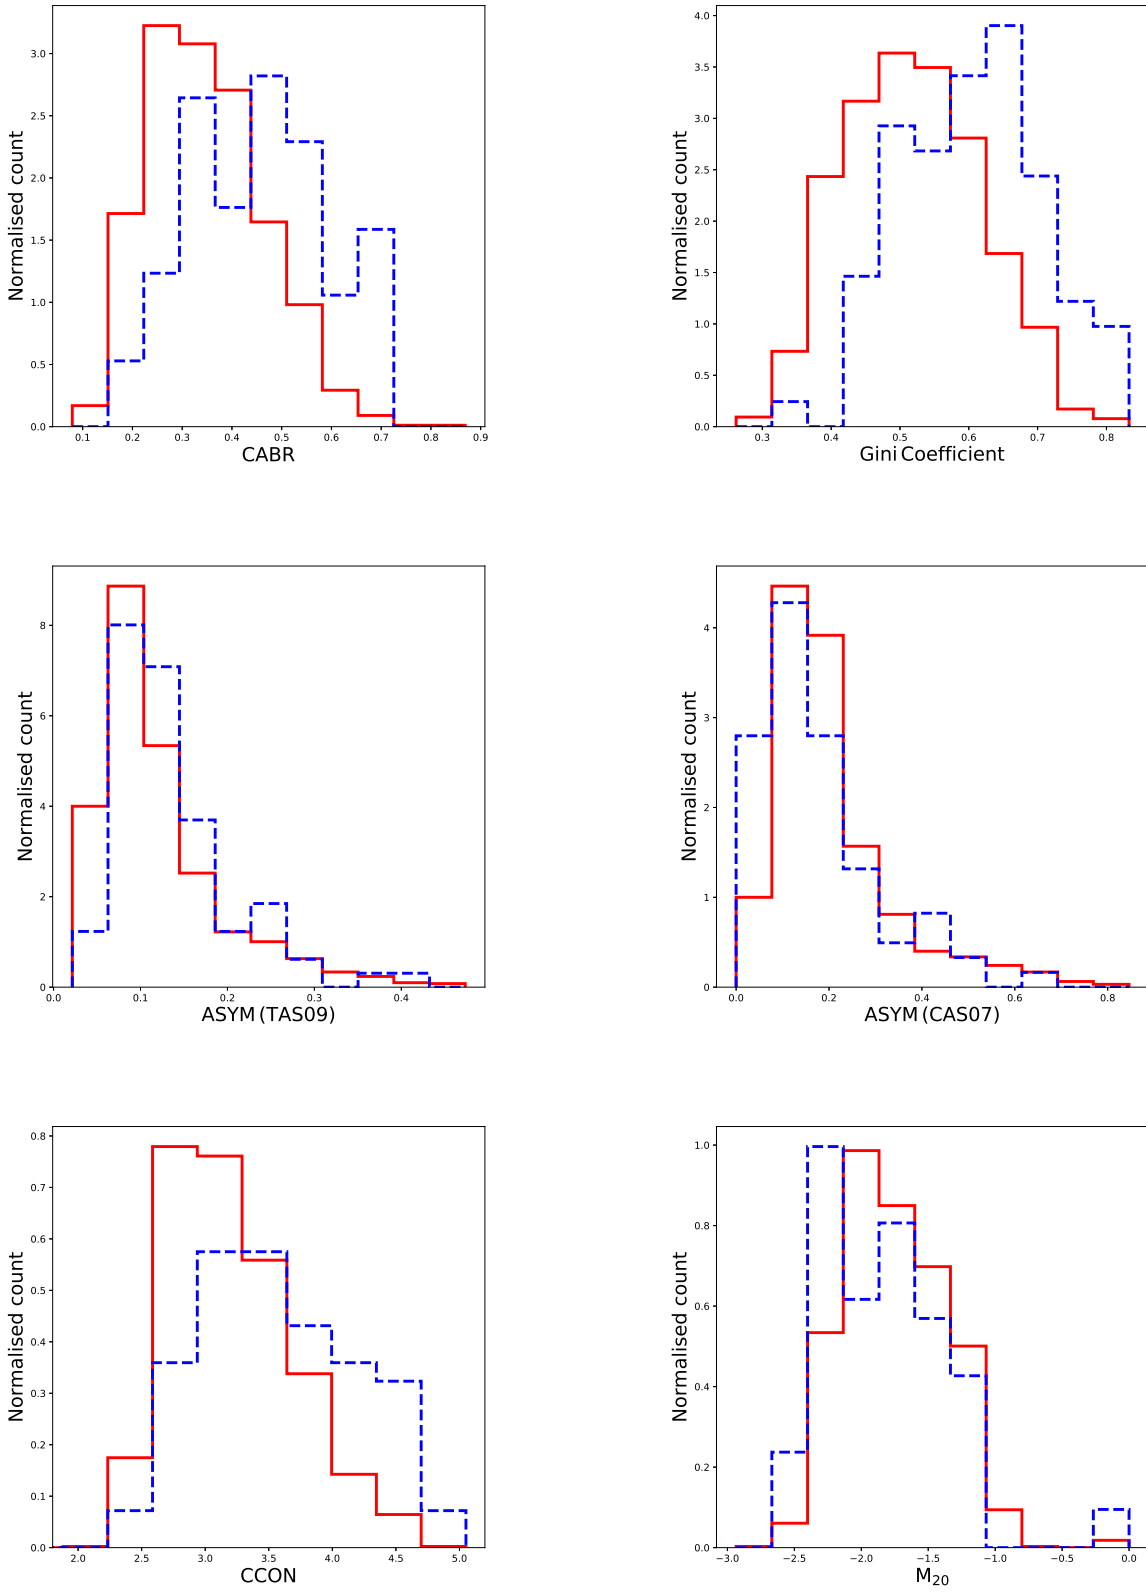 Normalised count
3.0
2.5
2.0
1.5
1.0
0.5
0.0
0.1 0.2 0.3 0.4 0.5 0.6 0.7 0.8 0.9
CABR
Normalised count
4.0
3.5
3.0
2.5
2.0
1.5
1.0
0.5
0.0
0.3 0.4 0.5 0.6 0.7 0.8
Gini Coefficient
Normalised count
8
6
4
2
0
0.0 0.1 0.2 0.3 0.4
ASYM (TAS09)
Normalised count
4
3
2
1
0
0.0 0.2 0.4 0.6 0.8
ASYM (CAS07)
Normalised count
0.8
0.7
0.6
0.5
0.4
0.3
0.2
0.1
0.0
2.0 2.5 3.0 3.5 4.0 4.5 5.0
CCON
Normalised count
1.0
0.8
0.6
0.4
0.2
0.0
−3.0 −2.5 −2.0 −1.5 −1.0 −0.5 0.0
M₂₀